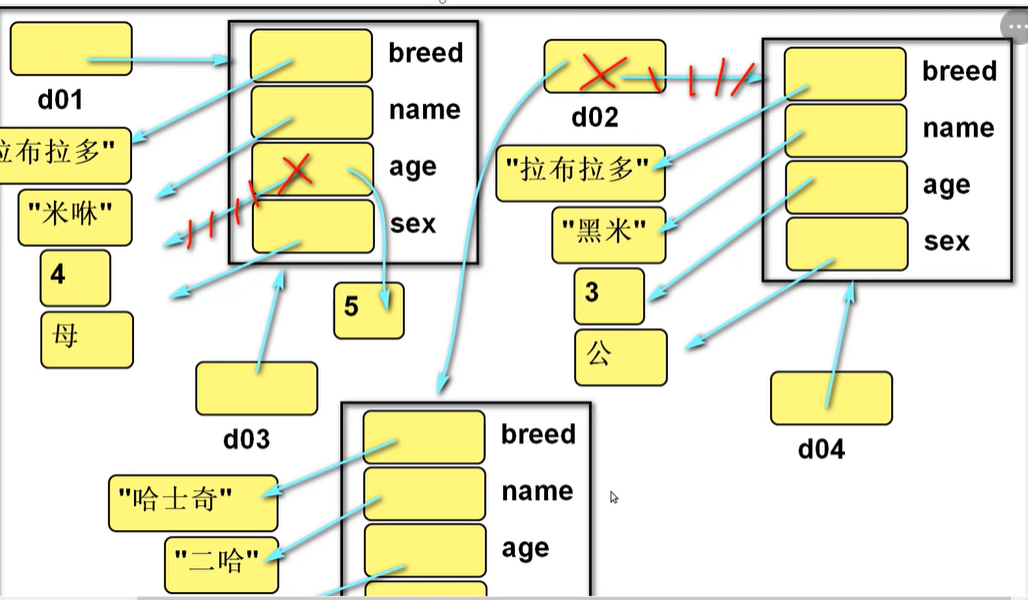 breed
name
age
sex
d01
拉布拉多"
"米咻"
4
母
5
d03
d02
breed
name
age
sex
"拉布拉多"
"黑米"
3
公
d04
breed
name
age
"哈士奇"
"二哈"